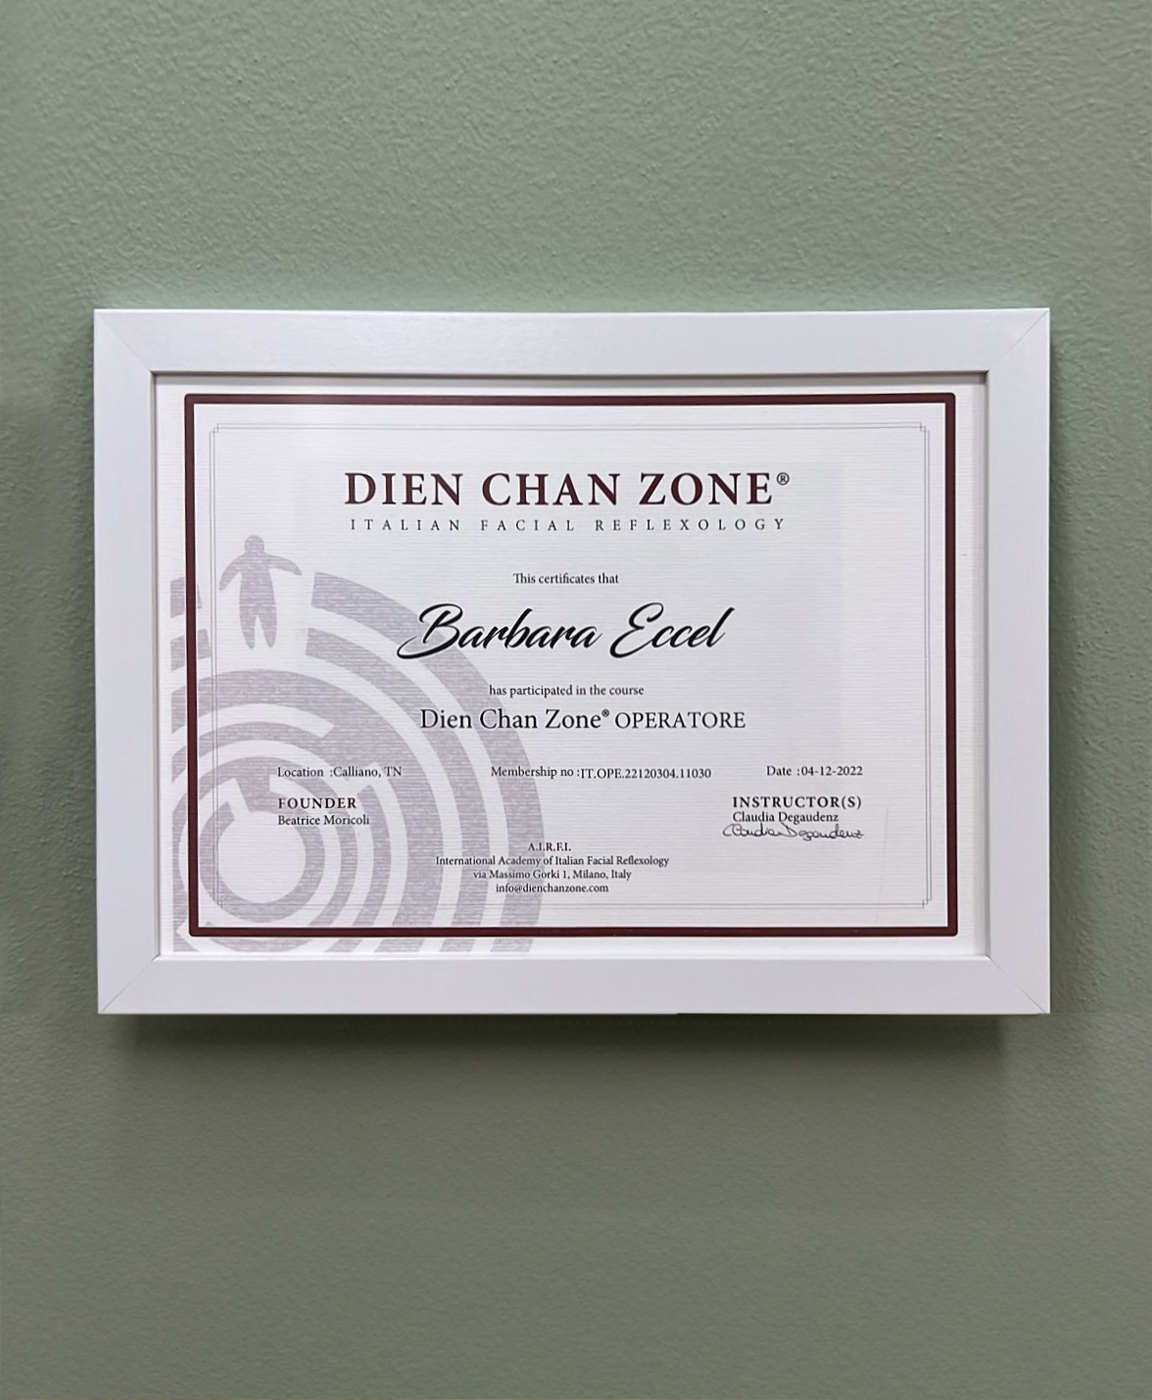 DIEN CHAN ZONE®
ITALIAN FACIAL REFLEXOLOGY
This certificates that
Barbara Eccel
has participated in the course
Dien Chan Zone® OPERATORE
Location :Calliano, TN Membership no :IT.OPE.22120304.11030 Date :04-12-2022
FOUNDER INSTRUCTOR(S)
Beatrice Moricoli Claudia Degaudenz
Claudia Degaudenz
A.I.R.F.I.
International Academy of Italian Facial Reflexology
via Massimo Gorki 1, Milano, Italy
info@dienchanzone.com